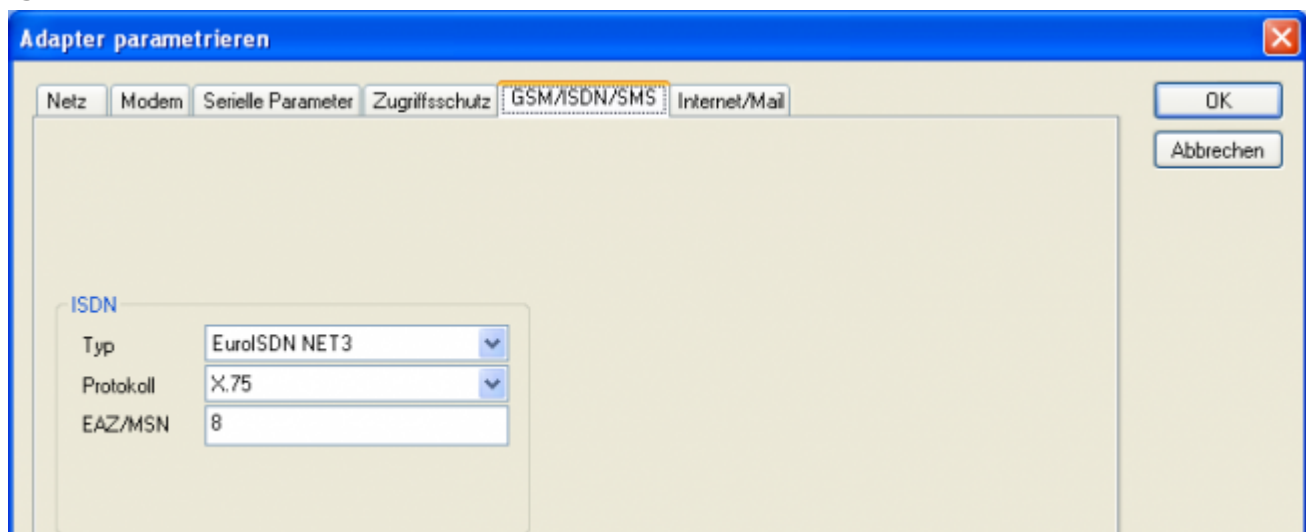 Adapter parametrieren
Netz Modem Serielle Parameter Zugriffsschutz GSM/ISDN/SMS Internet/Mail
OK
Abbrechen
ISDN
Typ EuroISDN NET3
Protokoll X.75
EAZ/MSN 8